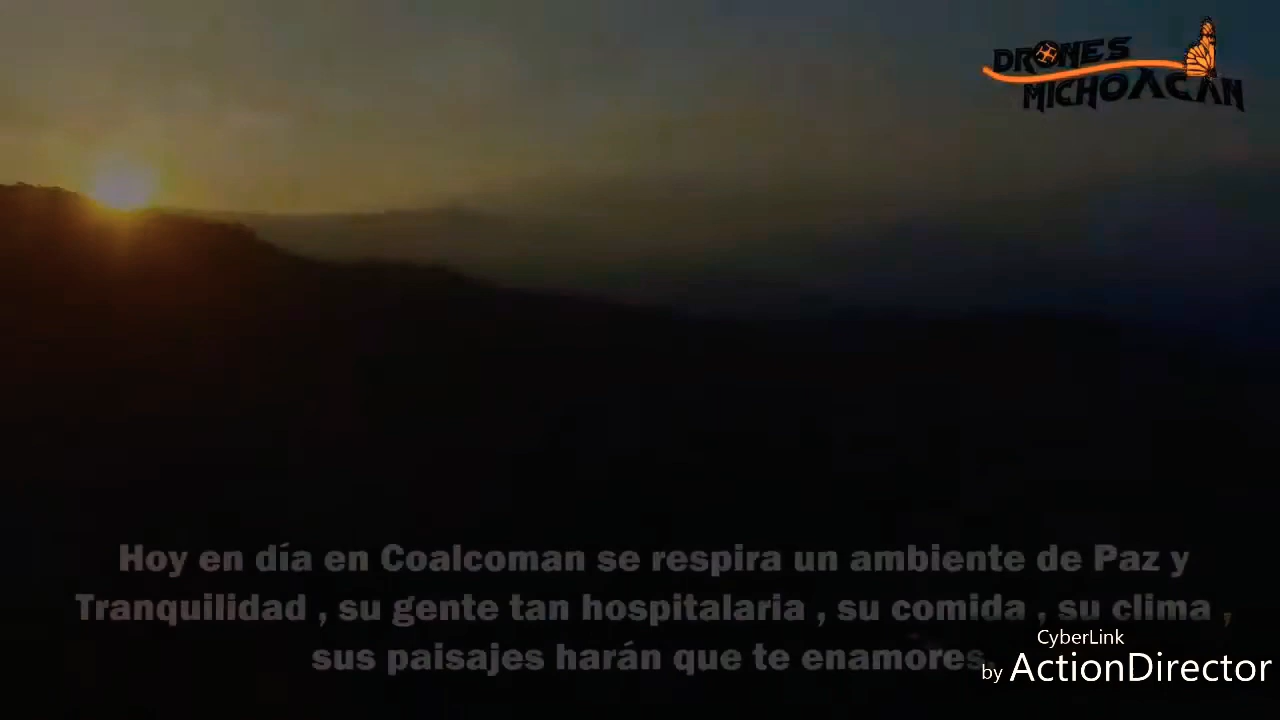 DRONES
MICHOACAN
Hoy en día en Coalcoman se respira un ambiente de Paz y
Tranquilidad , su gente tan hospitalaria , su comida , su clima ,
sus paisajes harán que te enamores.
CyberLink
by ActionDirector